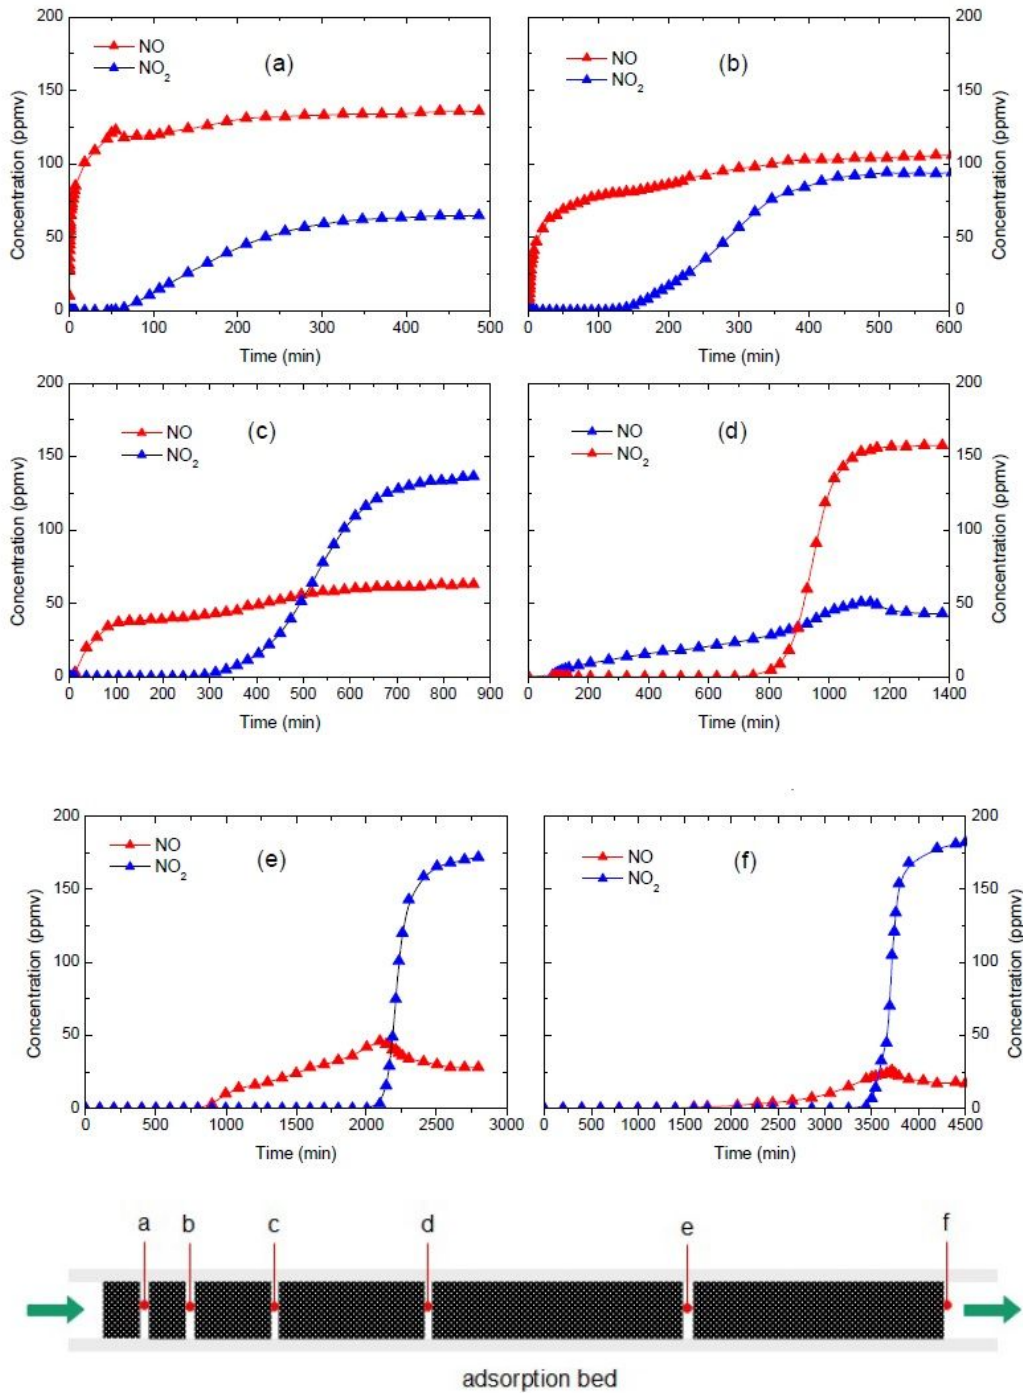 200
150
100
50
0
Concentration (ppmv)
NO
NO2
(a)
0 100 200 300 400 500
Time (min)
NO
NO2
(b)
200
150
100
50
0
Concentration (ppmv)
0 100 200 300 400 500 600
Time (min)
200
150
100
50
0
Concentration (ppmv)
NO
NO2
(c)
0 100 200 300 400 500 600 700 800 900
Time (min)
NO
NO2
(d)
200
150
100
50
0
Concentration (ppmv)
0 200 400 600 800 1000 1200 1400
Time (min)
200
150
100
50
0
Concentration (ppmv)
NO
NO2
(e)
0 500 1000 1500 2000 2500 3000
Time (min)
NO
NO2
(f)
200
150
100
50
0
Concentration (ppmv)
0 500 1000 1500 2000 2500 3000 3500 4000 4500
Time (min)
a b c d e f
adsorption bed